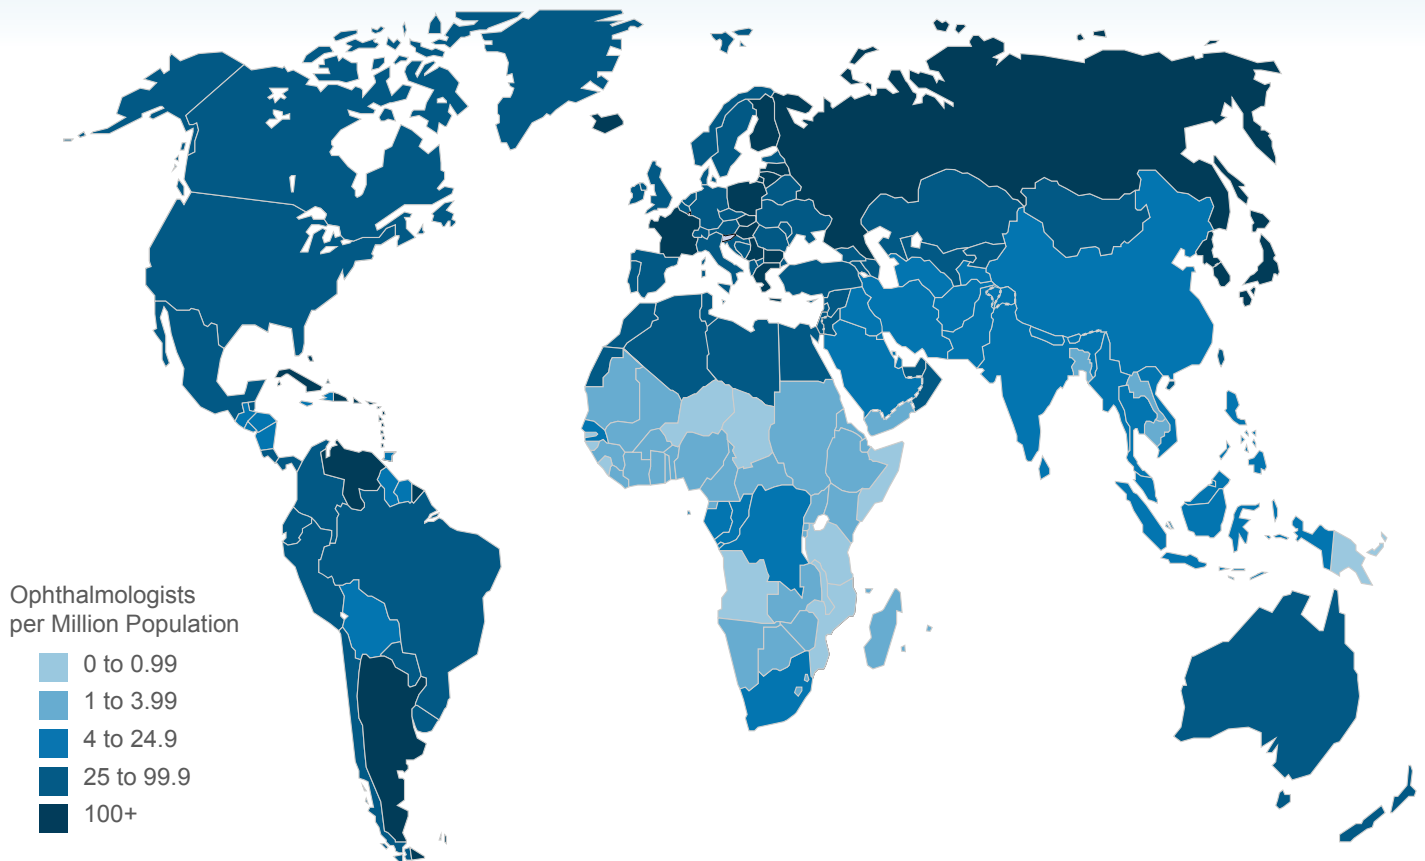 Ophthalmologists
per Million Population
0 to 0.99
1 to 3.99
4 to 24.9
25 to 99.9
100+